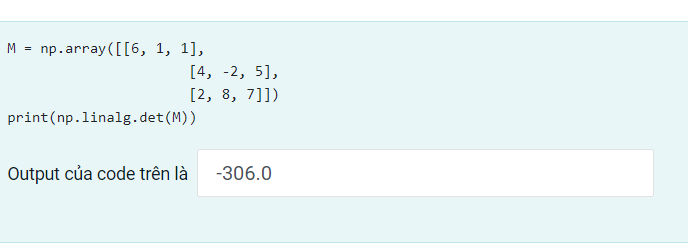 M = np.array([[6, 1, 1],
[4, -2, 5],
[2, 8, 7]])
print(np.linalg.det(M))
Output của code trên là -306.0